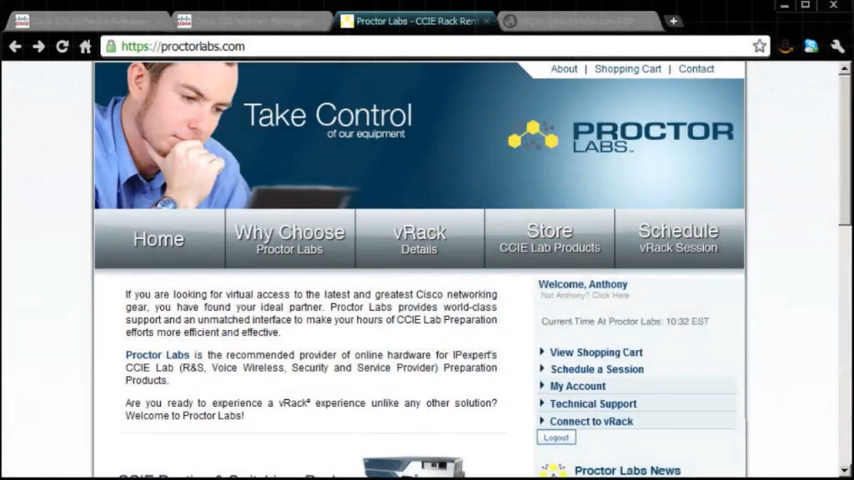 Proctor Labs - CCIE Rack Rent
https://proctorlabs.com
About | Shopping Cart | Contact
Take Control
of our equipment
PROCTOR
LABS
Home
Why Choose
Proctor Labs
vRack
Details
Store
CCIE Lab Products
Schedule
vRack Session
If you are looking for virtual access to the latest and greatest Cisco networking
gear, you have found your ideal partner. Proctor Labs provides world-class
support and an unmatched interface to make your hours of CCIE Lab Preparation
efforts more efficient and effective.
Proctor Labs is the recommended provider of online hardware for IPexpert's
CCIE Lab (R&S, Voice Wireless, Security and Service Provider) Preparation
Products.
Are you ready to experience a vRack experience unlike any other solution?
Welcome to Proctor Labs!
Welcome, Anthony
Not Anthony? Click Here
Current Time At Proctor Labs: 10:32 EST
View Shopping Cart
Schedule a Session
My Account
Technical Support
Connect to vRack
Logout
Proctor Labs News